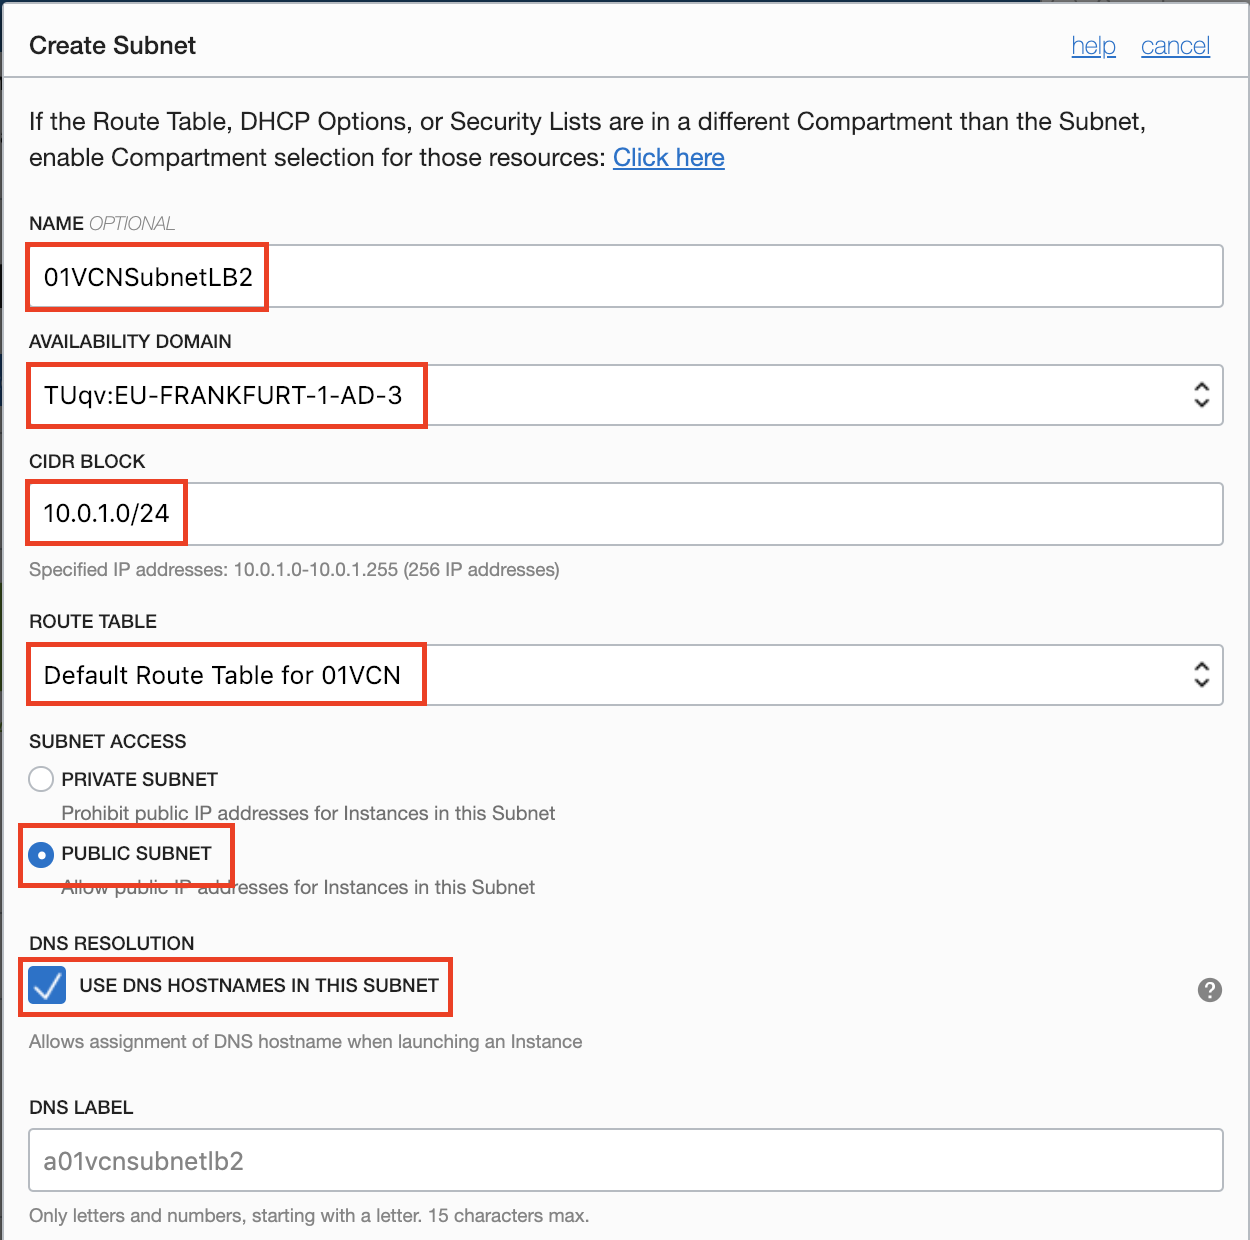 Create Subnet
help cancel
If the Route Table, DHCP Options, or Security Lists are in a different Compartment than the Subnet,
enable Compartment selection for those resources: Click here
NAME OPTIONAL
01VCNSubnetLB2
AVAILABILITY DOMAIN
TUqv:EU-FRANKFURT-1-AD-3
CIDR BLOCK
10.0.1.0/24
Specified IP addresses: 10.0.1.0-10.0.1.255 (256 IP addresses)
ROUTE TABLE
Default Route Table for 01VCN
SUBNET ACCESS
PRIVATE SUBNET
Prohibit public IP addresses for Instances in this Subnet
PUBLIC SUBNET
Allow public IP addresses for Instances in this Subnet
DNS RESOLUTION
USE DNS HOSTNAMES IN THIS SUBNET
?
Allows assignment of DNS hostname when launching an Instance
DNS LABEL
a01vcnsubnetlb2
Only letters and numbers, starting with a letter. 15 characters max.